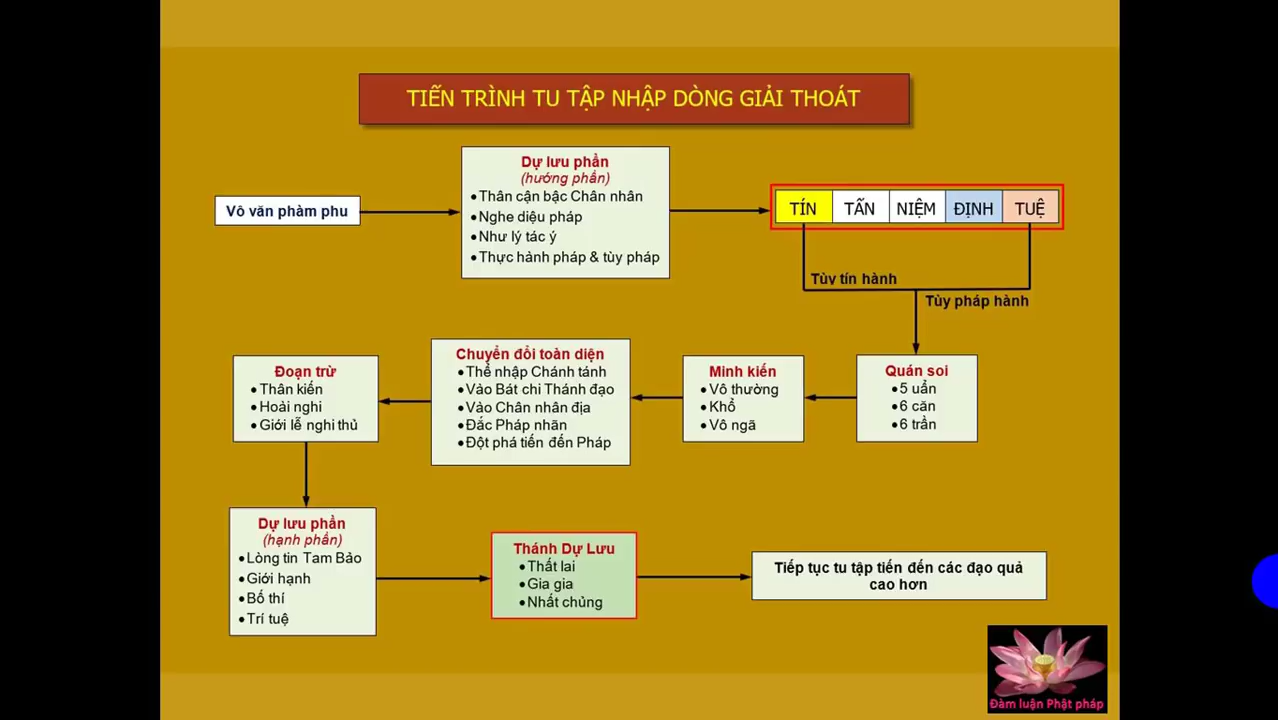 TIẾN TRÌNH TU TẬP NHẬP DÒNG GIẢI THOÁT
Vô văn phàm phu
Dự lưu phần
(hướng phần)
•Thân cận bậc Chân nhân
•Nghe diệu pháp
•Như lý tác ý
•Thực hành pháp & tùy pháp
TÍN TẤN NIỆM ĐỊNH TUỆ
Tùy tín hành
Tùy pháp hành
Quán soi
•5 uẩn
•6 căn
•6 trần
Minh kiến
•Vô thường
•Khổ
•Vô ngã
Chuyển đổi toàn diện
•Thể nhập Chánh tánh
•Vào Bát chi Thánh đạo
•Vào Chân nhân địa
•Đắc Pháp nhãn
•Đột phá tiến đến Pháp
Đoạn trừ
•Thân kiến
•Hoài nghi
•Giới lễ nghi thủ
Dự lưu phần
(hạnh phần)
•Lòng tin Tam Bảo
•Giới hạnh
•Bố thí
•Trí tuệ
Thánh Dự Lưu
•Thất lai
•Gia gia
•Nhất chủng
Tiếp tục tu tập tiến đến các đạo quả
cao hơn
Đàm luận Phật pháp